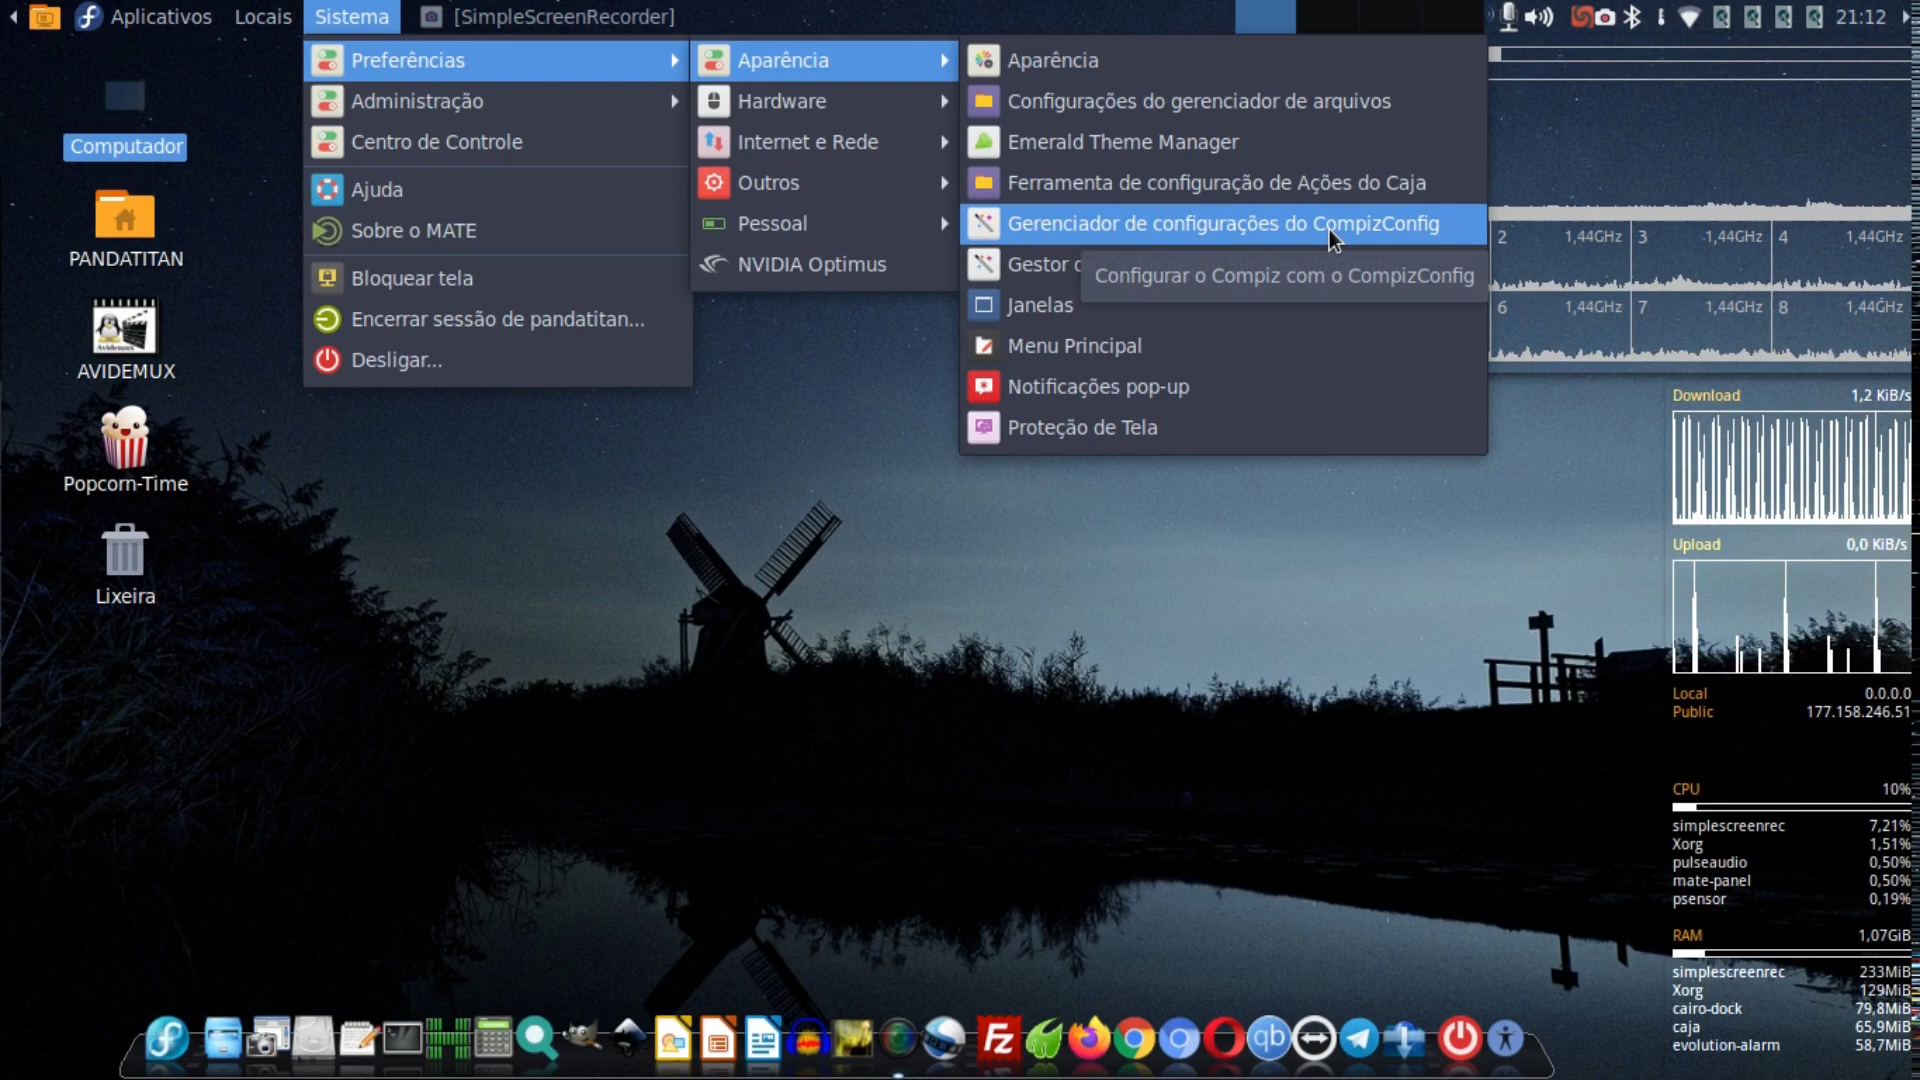 Aplicativos
Locais
Sistema
[SimpleScreenRecorder]
21:12
Computador
PANDATITAN
AVIDEMUX
Popcorn-Time
Lixeira
Preferências
Administração
Centro de Controle
Ajuda
Sobre o MATE
Bloquear tela
Encerrar sessão de pandatitan...
Desligar...
Aparência
Hardware
Internet e Rede
Outros
Pessoal
NVIDIA Optimus
Aparência
Configurações do gerenciador de arquivos
Emerald Theme Manager
Ferramenta de configuração de Ações do Caja
Gerenciador de configurações do CompizConfig
Gestor
Configurar o Compiz com o CompizConfig
Janelas
Menu Principal
Notificações pop-up
Proteção de Tela
2 1,44GHz 3 1,44GHz 4 1,44GHz
6 1,44GHz 7 1,44GHz 8 1,44GHz
Download 1,2 KiB/s
Upload 0,0 KiB/s
Local 0.0.0.0
Public 177.158.246.51
CPU 10%
simplescreenrec 7,21%
Xorg 1,51%
pulseaudio 0,50%
mate-panel 0,50%
psensor 0,19%
RAM 1,07GiB
simplescreenrec 233MiB
Xorg 129MiB
cairo-dock 79,8MiB
caja 65,9MiB
evolution-alarm 58,7MiB
Fz
qb